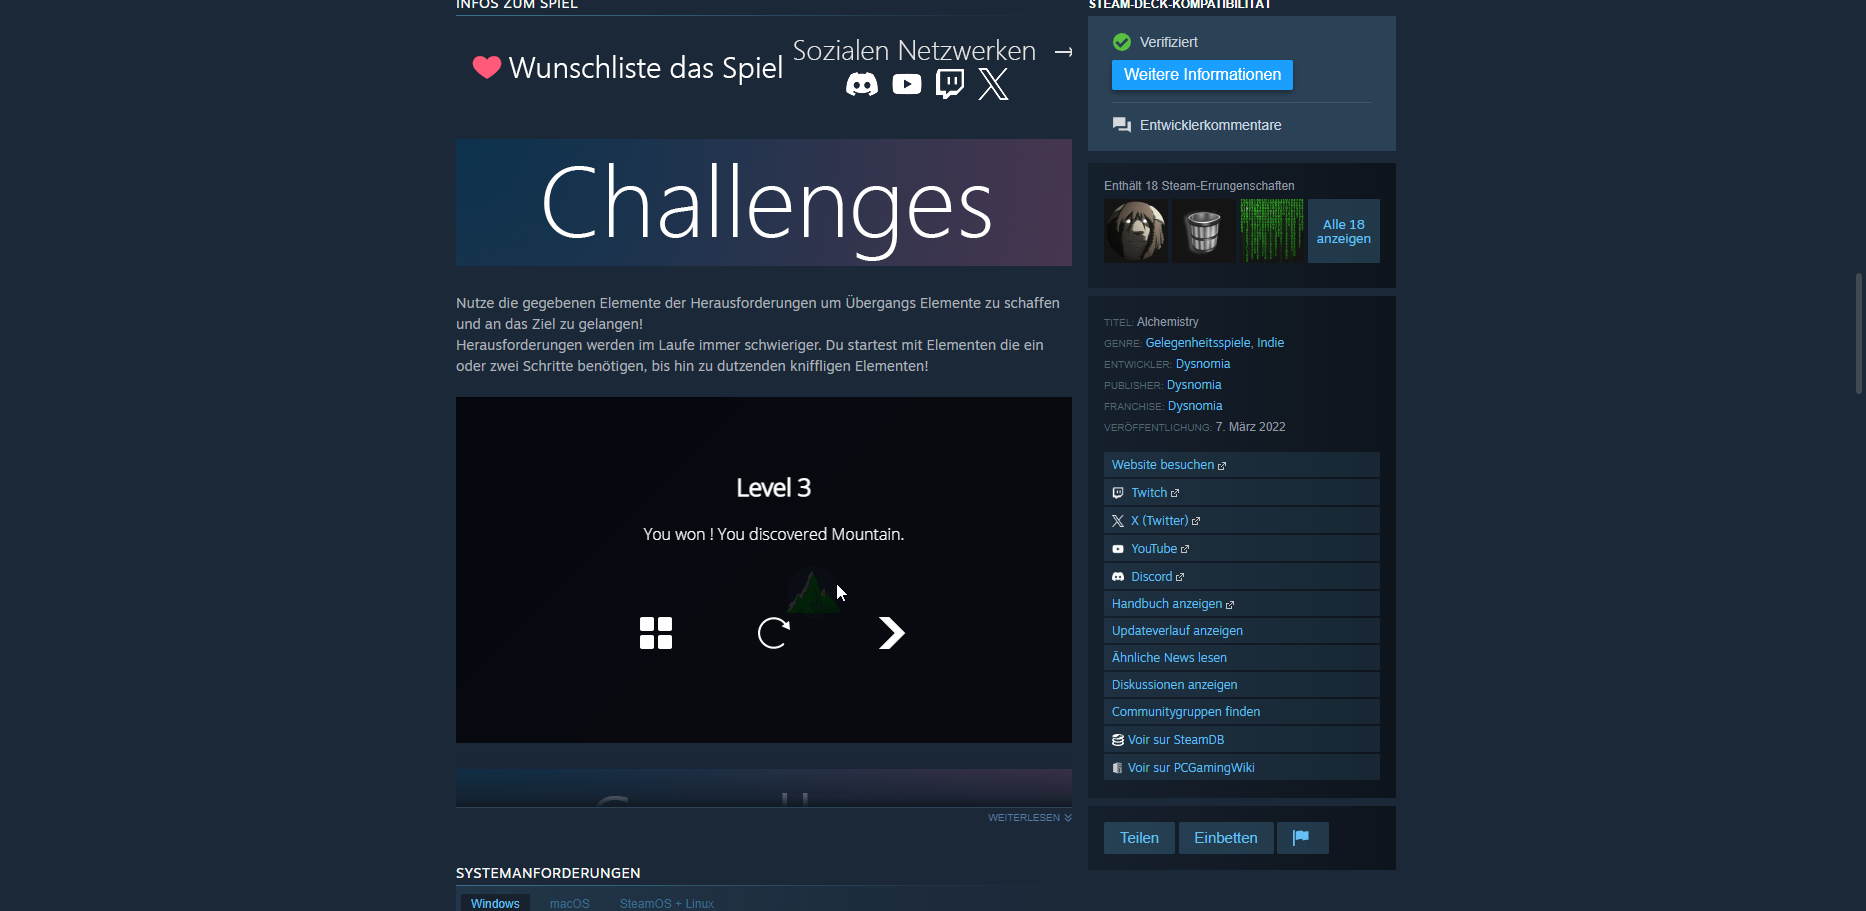 INFOS ZUM SPIEL
Wunschliste das Spiel
Sozialen Netzwerken →
Challenges
Nutze die gegebenen Elemente der Herausforderungen um Übergangs Elemente zu schaffen
und an das Ziel zu gelangen!
Herausforderungen werden im Laufe immer schwieriger. Du startest mit Elementen die ein
oder zwei Schritte benötigen, bis hin zu dutzenden kniffligen Elementen!
Level 3
You won ! You discovered Mountain.
WEITERLESEN
SYSTEMANFORDERUNGEN
Windows
macOS
SteamOS + Linux
STEAM-DECK-KOMPATIBILITÄT
Verifiziert
Weitere Informationen
Entwicklerkommentare
Enthält 18 Steam-Errungenschaften
Alle 18
anzeigen
TITEL: Alchemistry
GENRE: Gelegenheitsspiele, Indie
ENTWICKLER: Dysnomia
PUBLISHER: Dysnomia
FRANCHISE: Dysnomia
VERÖFFENTLICHUNG: 7. März 2022
Website besuchen
Twitch
X (Twitter)
YouTube
Discord
Handbuch anzeigen
Updateverlauf anzeigen
Ähnliche News lesen
Diskussionen anzeigen
Communitygruppen finden
Voir sur SteamDB
Voir sur PCGamingWiki
Teilen
Einbetten